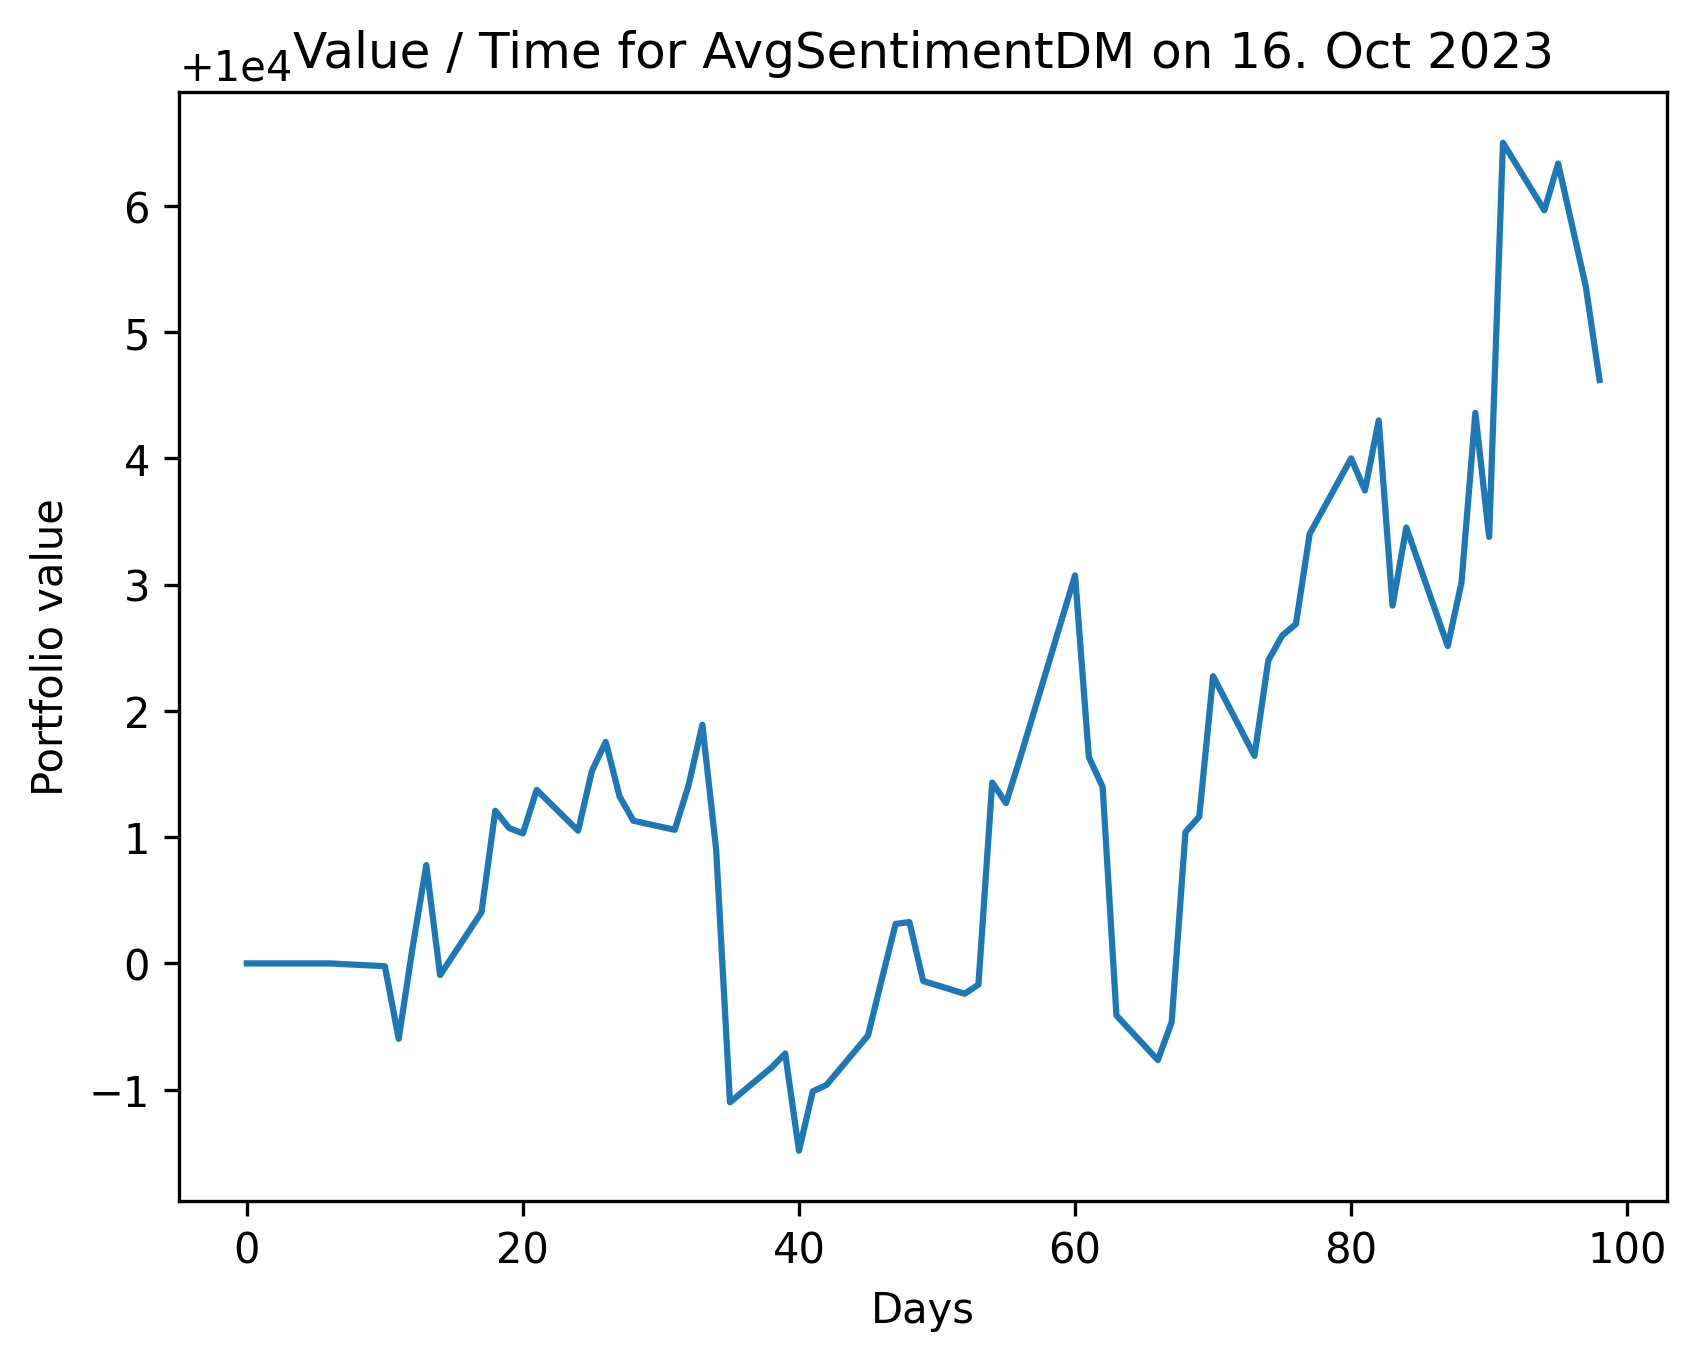 Value / Time for AvgSentimentDM on 16. Oct 2023
+1e4
6
5
4
3
2
1
0
−1
Portfolio value
0 20 40 60 80 100
Days